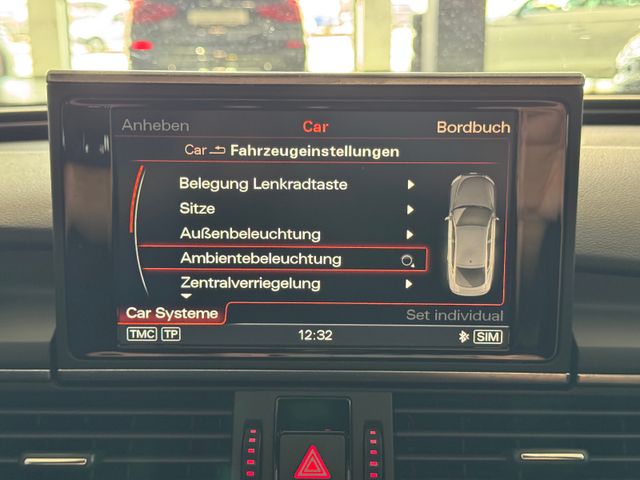 Anheben Car Bordbuch
Car Fahrzeugeinstellungen
Belegung Lenkradtaste
Sitze
Außenbeleuchtung
Ambientebeleuchtung
Zentralverriegelung
Car Systeme Set individual
TMC TP 12:32 SIM